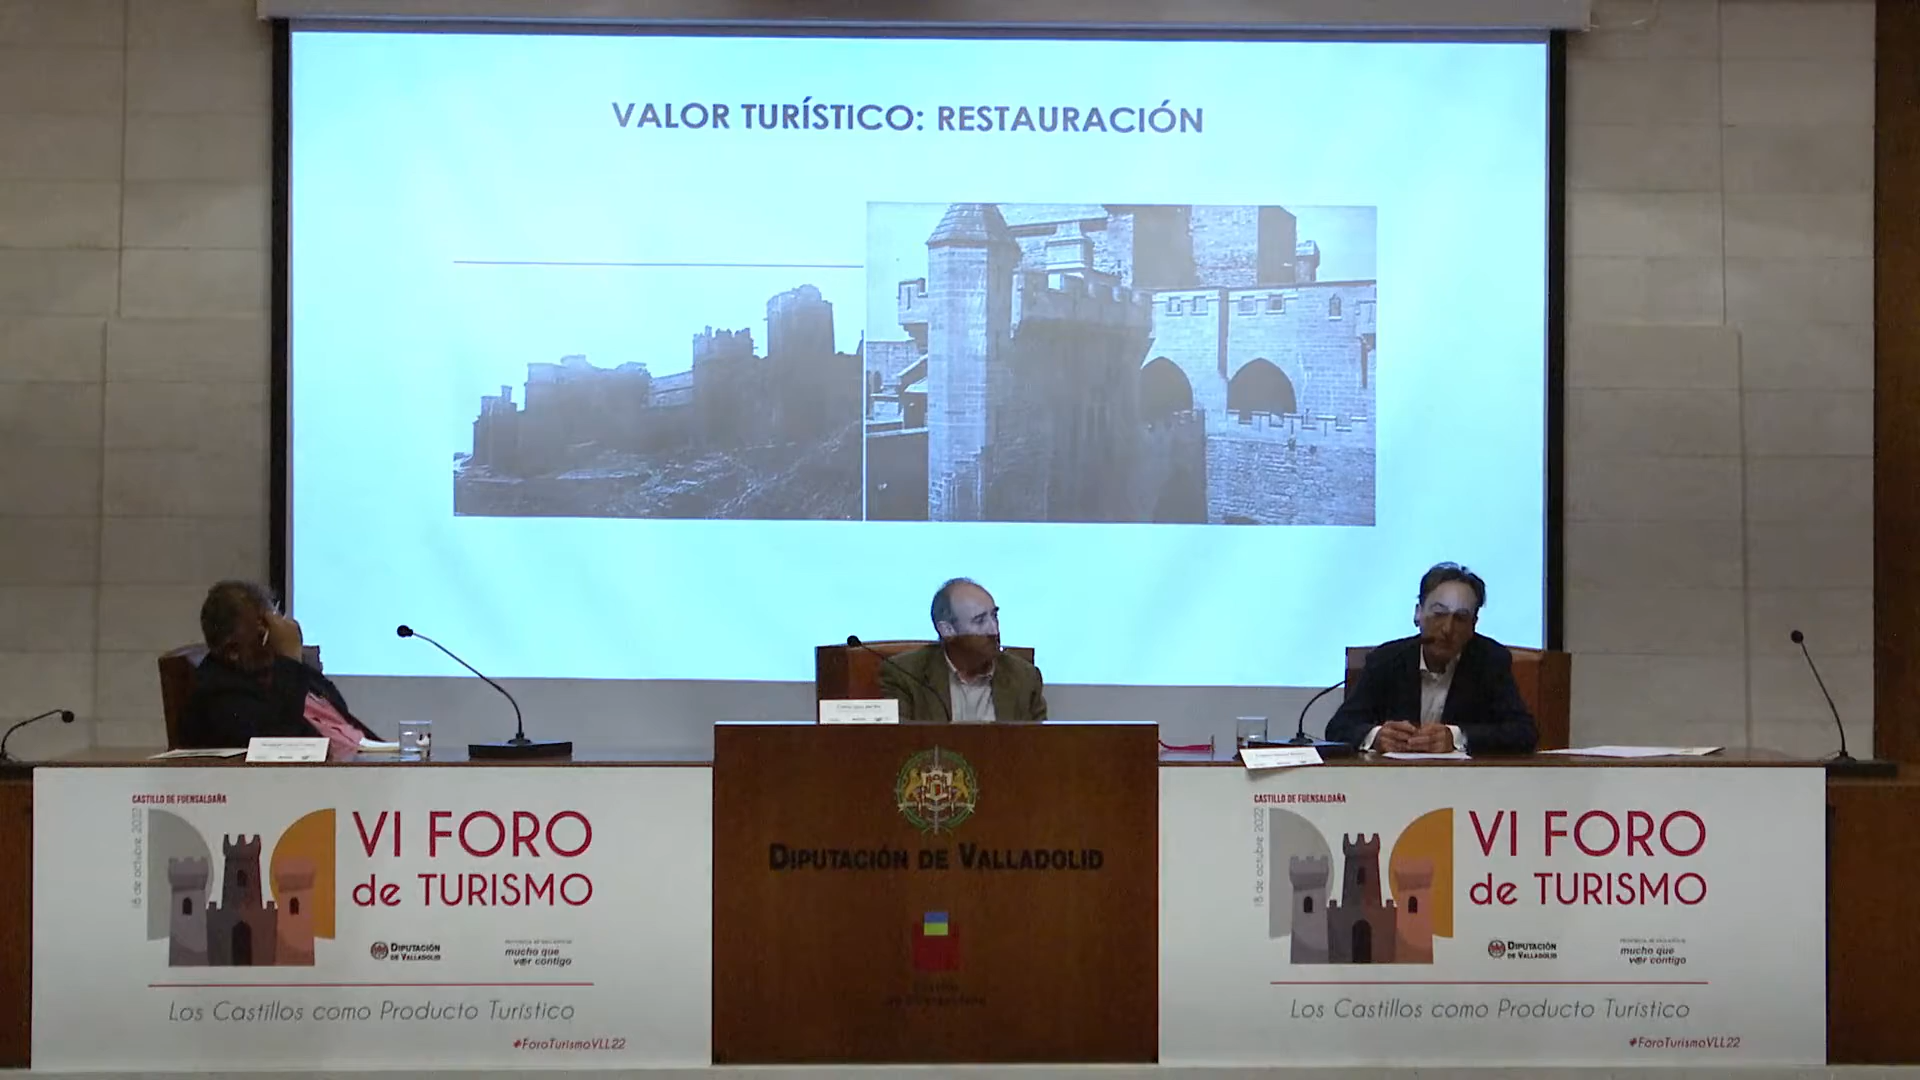 VALOR TURÍSTICO: RESTAURACIÓN
CASTILLO DE FUENSALDAÑA
18 de octubre 2022
VI FORO
de TURISMO
DIPUTACIÓN
DE VALLADOLID
mucho que
ver contigo
Los Castillos como Producto Turístico
#ForoTurismoVLL22
DIPUTACIÓN DE VALLADOLID
CASTILLO DE FUENSALDAÑA
18 de octubre 2022
VI FORO
de TURISMO
DIPUTACIÓN
DE VALLADOLID
mucho que
ver contigo
Los Castillos como Producto Turístico
#ForoTurismoVLL22